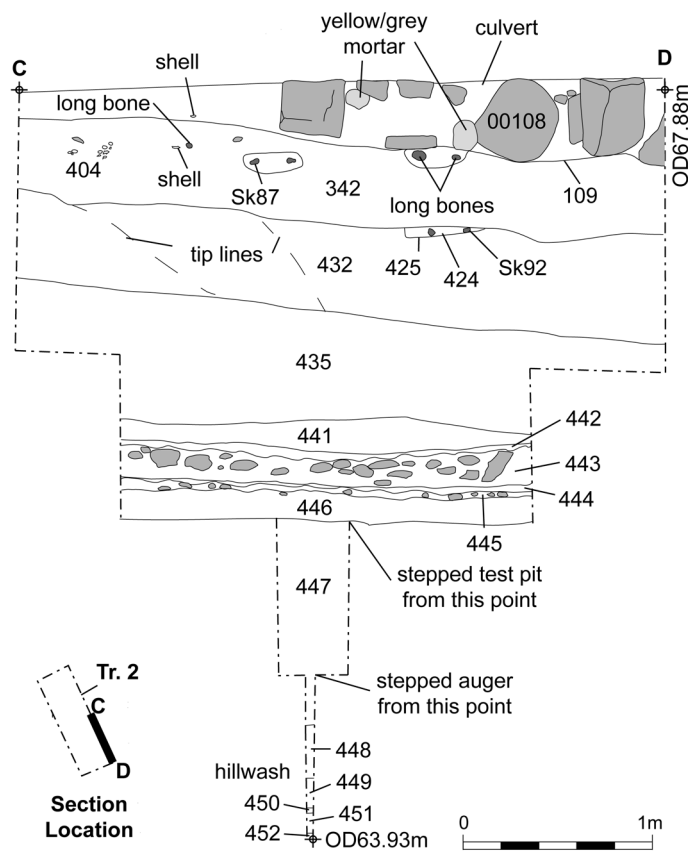 yellow/grey
mortar
culvert
C
D
shell
long bone
00108
OD67.88m
404
shell
Sk87
342
long bones
109
tip lines
432
425
424
Sk92
435
441
442
443
444
446
445
stepped test pit
from this point
447
Tr. 2
C
D
Section
Location
stepped auger
from this point
448
hillwash
449
450
451
452
OD63.93m
0
1m